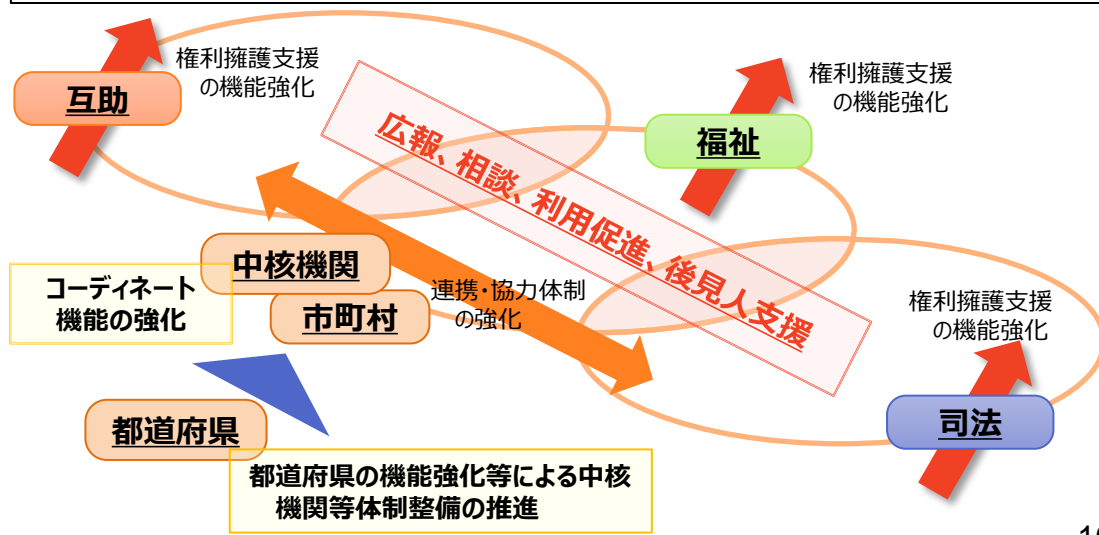 権利擁護支援
の機能強化
互助
権利擁護支援
の機能強化
福祉
広報、相談、利用促進、後見人支援
中核機関
コーディネート
機能の強化
市町村
連携・協力体制
の強化
権利擁護支援
の機能強化
都道府県
司法
都道府県の機能強化等による中核
機関等体制整備の推進